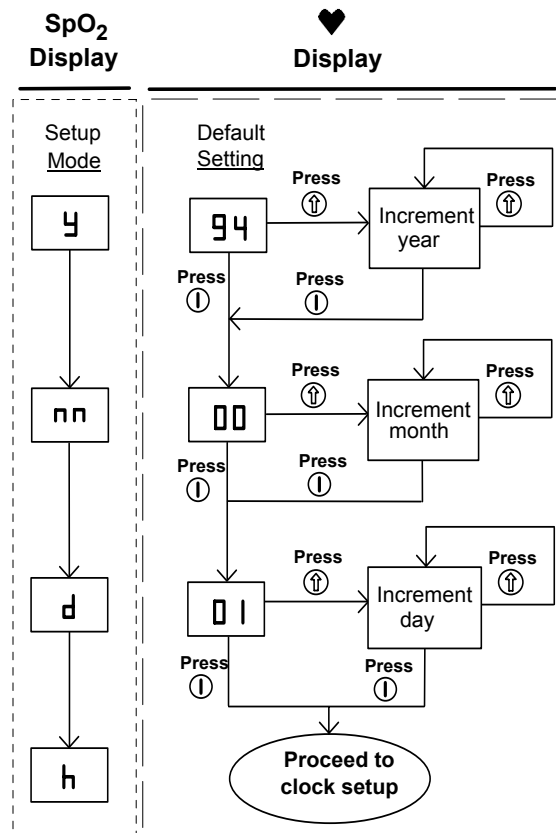 SpO2
Display
♥
Display
Setup
Mode
Default
Setting
y
94
Press
Increment
year
Press
Press
Press
nn
00
Press
Increment
month
Press
Press
Press
d
01
Press
Increment
day
Press
Press
Press
h
Proceed to
clock setup